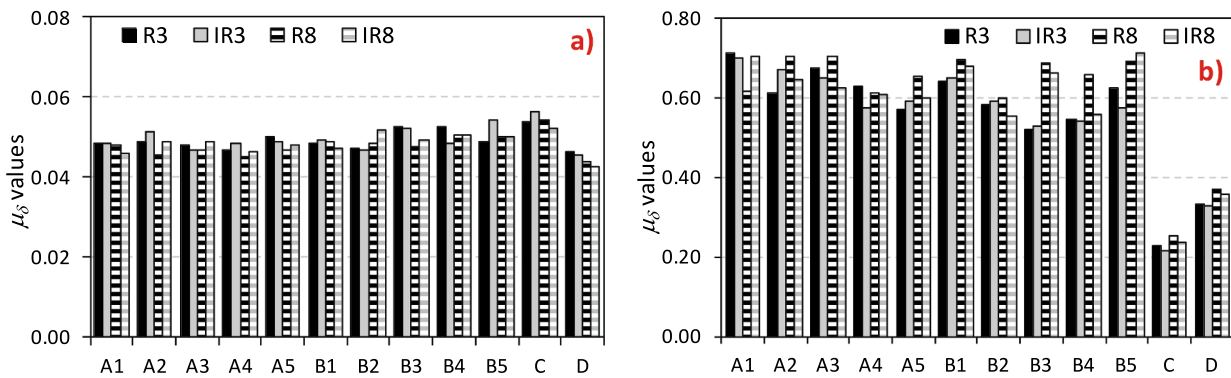 μδ values
0.08
0.06
0.04
0.02
0.00
R3 IR3 R8 IR8
a)
A1 A2 A3 A4 A5 B1 B2 B3 B4 B5 C D
μδ values
0.80
0.60
0.40
0.20
0.00
R3 IR3 R8 IR8
b)
A1 A2 A3 A4 A5 B1 B2 B3 B4 B5 C D